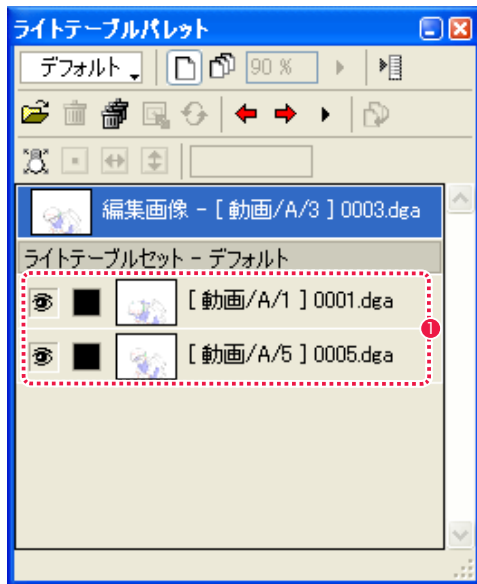 ライトテーブルパレット
デフォルト 90 %
編集画像 - [ 動画/A/3 ] 0003.dga
ライトテーブルセット - デフォルト
[ 動画/A/1 ] 0001.dga
1
[ 動画/A/5 ] 0005.dga